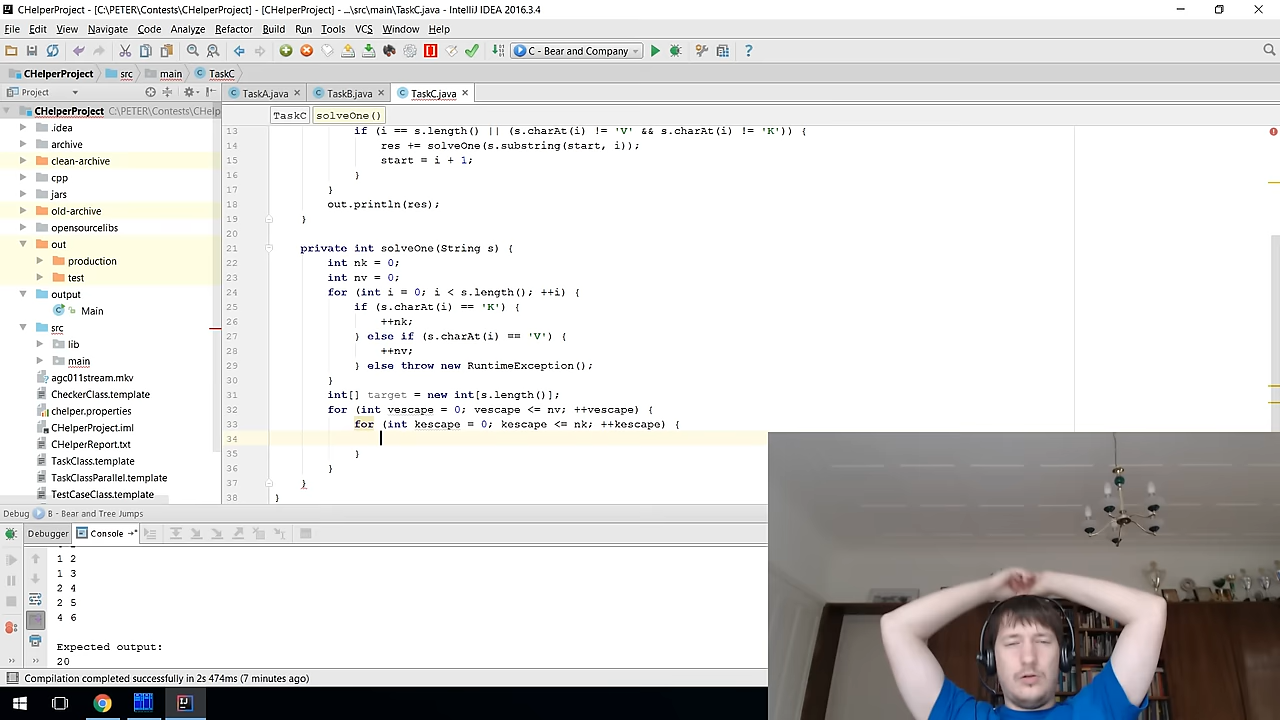 CHelperProject - [C:\PETER\Contests\CHelperProject] - [CHelperProject] - ...\src\main\TaskC.java - IntelliJ IDEA 2016.3.4
File Edit View Navigate Code Analyze Refactor Build Run Tools VCS Window Help
C - Bear and Company
CHelperProject src main TaskC
Project TaskA.java TaskB.java TaskC.java
CHelperProject C:\PETER\Contests\CHelp
.idea
archive
clean-archive
cpp
jars
old-archive
opensourcelibs
out
production
test
output
Main
src
lib
main
agc011stream.mkv
CheckerClass.template
chelper.properties
CHelperProject.iml
CHelperReport.txt
TaskClass.template
TaskClassParallel.template
TestCaseClass.template
TaskC solveOne()
13 if (i == s.length() || (s.charAt(i) != 'V' && s.charAt(i) != 'K')) {
14 res += solveOne(s.substring(start, i));
15 start = i + 1;
16 }
17 }
18 out.println(res);
19 }
20
21 private int solveOne(String s) {
22 int nk = 0;
23 int nv = 0;
24 for (int i = 0; i < s.length(); ++i) {
25 if (s.charAt(i) == 'K') {
26 ++nk;
27 } else if (s.charAt(i) == 'V') {
28 ++nv;
29 } else throw new RuntimeException();
30 }
31 int[] target = new int[s.length()];
32 for (int vescape = 0; vescape <= nv; ++vescape) {
33 for (int kescape = 0; kescape <= nk; ++kescape) {
34
35 }
36 }
37 }
38 }
Debug B - Bear and Tree Jumps
Debugger Console
1 2
1 3
2 4
2 5
4 6
Expected output:
20
Compilation completed successfully in 2s 474ms (7 minutes ago)